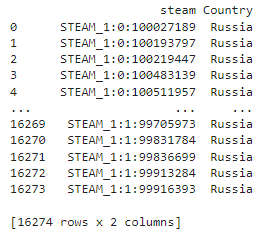 steam Country
0 STEAM_1:0:100027189 Russia
1 STEAM_1:0:100193797 Russia
2 STEAM_1:0:100219447 Russia
3 STEAM_1:0:100483139 Russia
4 STEAM_1:0:100511957 Russia
... ... ...
16269 STEAM_1:1:99705973 Russia
16270 STEAM_1:1:99831784 Russia
16271 STEAM_1:1:99836699 Russia
16272 STEAM_1:1:99913284 Russia
16273 STEAM_1:1:99916393 Russia
[16274 rows x 2 columns]